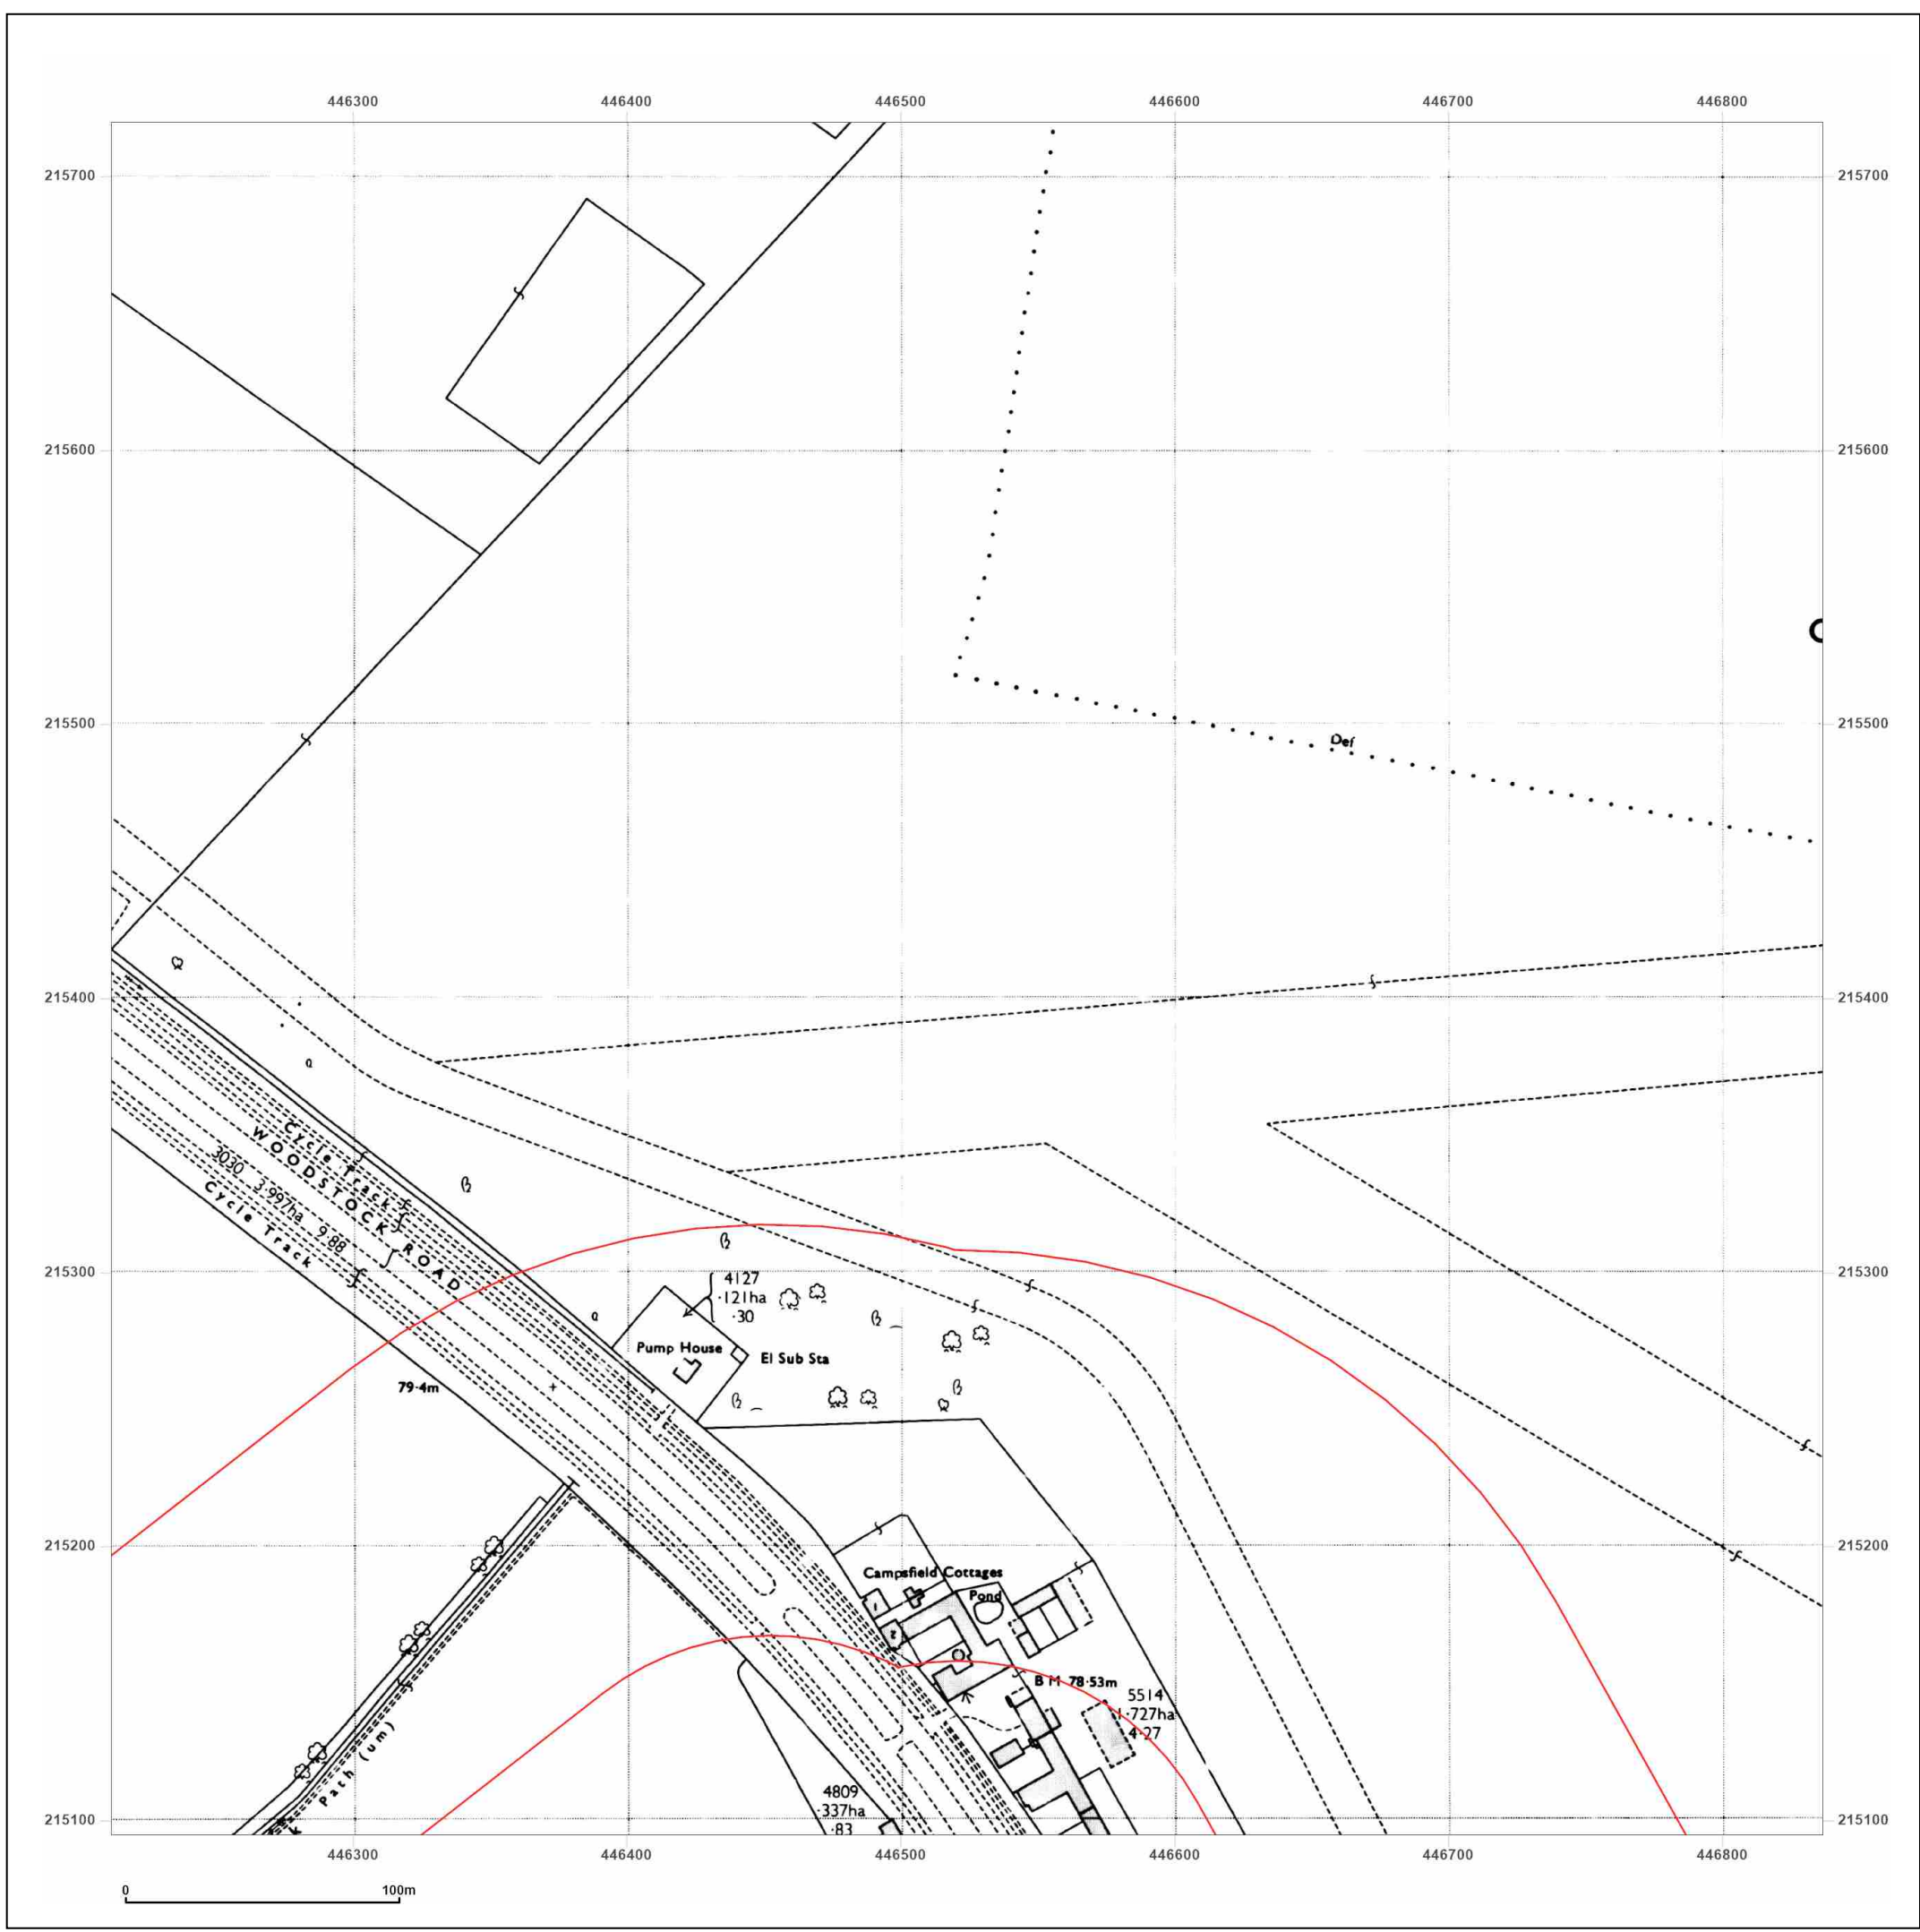 446300 446400 446500 446600 446700 446800
215700 215700
215600 215600
215500 215500
Def
215400 215400
Cycle Track
WOODSTOCK ROAD
3030 3·997ha 9·88
Cycle Track
215300 215300
4127
·121ha
·30
Pump House
El Sub Sta
79·4m
215200 215200
Campsfield Cottages
Pond
1
2
B M 78·53m
5514
1·727ha
4·27
Path (um)
4809
·337ha
·83
215100 215100
446300 446400 446500 446600 446700 446800
0 100m